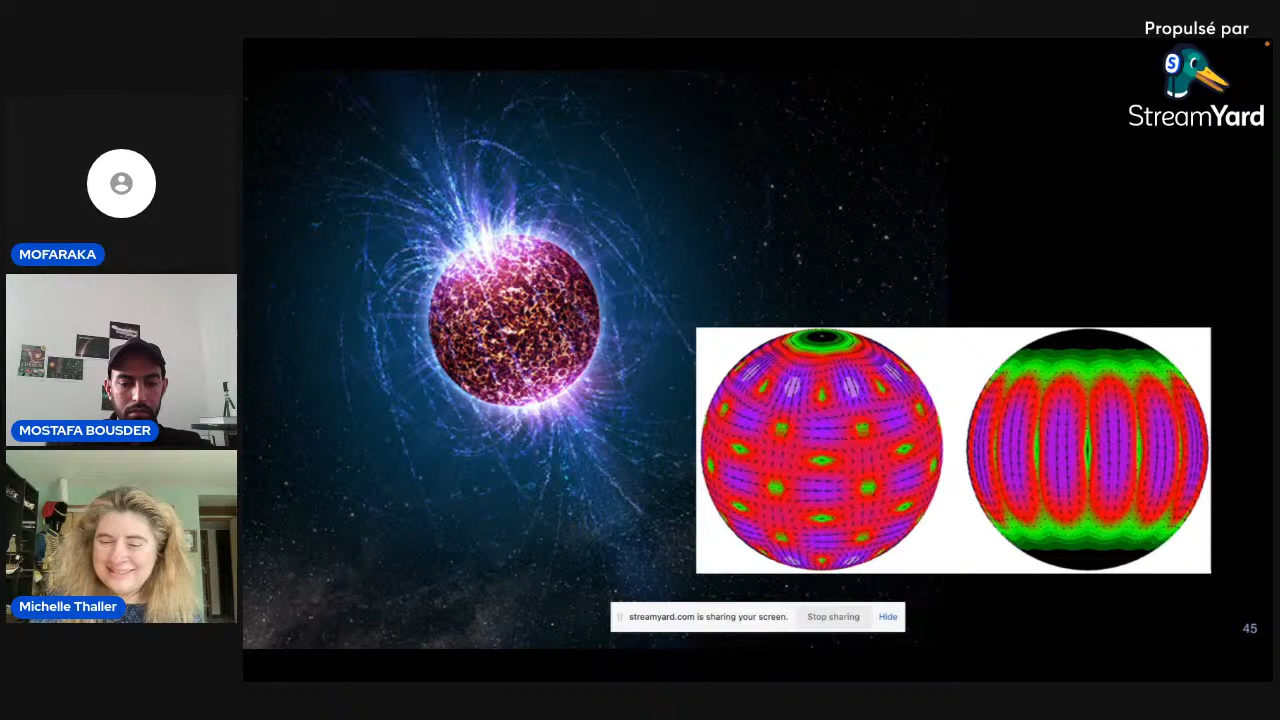 Propulsé par
S
StreamYard
MOFARAKA
MOSTAFA BOUSDER
Michelle Thaller
streamyard.com is sharing your screen. Stop sharing Hide
45